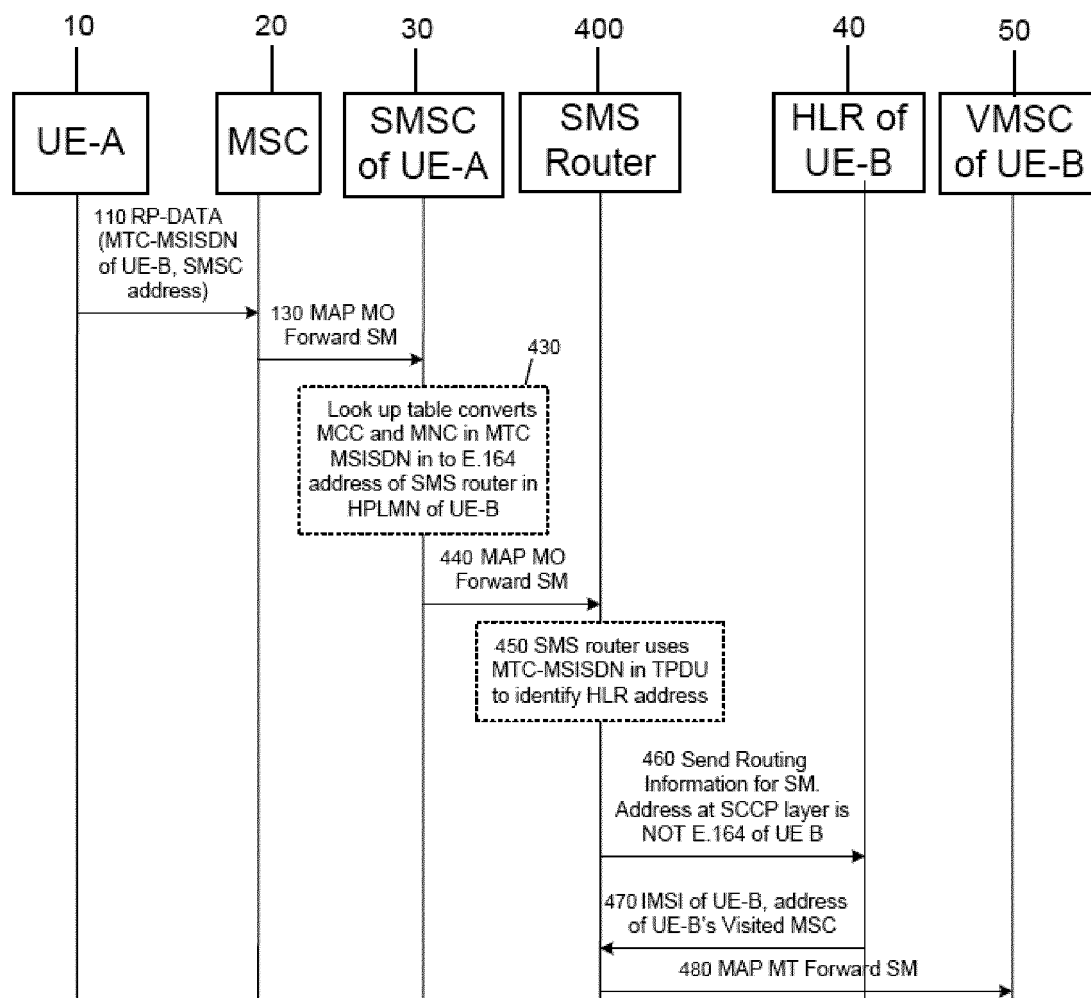 10
20
30
400
40
50
UE-A
MSC
SMSC
of UE-A
SMS
Router
HLR of
UE-B
VMSC
of UE-B
110 RP-DATA
(MTC-MSISDN
of UE-B, SMSC
address)
130 MAP MO
Forward SM
430
Look up table converts
MCC and MNC in MTC
MSISDN in to E.164
address of SMS router in
HPLMN of UE-B
440 MAP MO
Forward SM
450 SMS router uses
MTC-MSISDN in TPDU
to identify HLR address
460 Send Routing
Information for SM.
Address at SCCP layer is
NOT E.164 of UE B
470 IMSI of UE-B, address
of UE-B's Visited MSC
480 MAP MT Forward SM